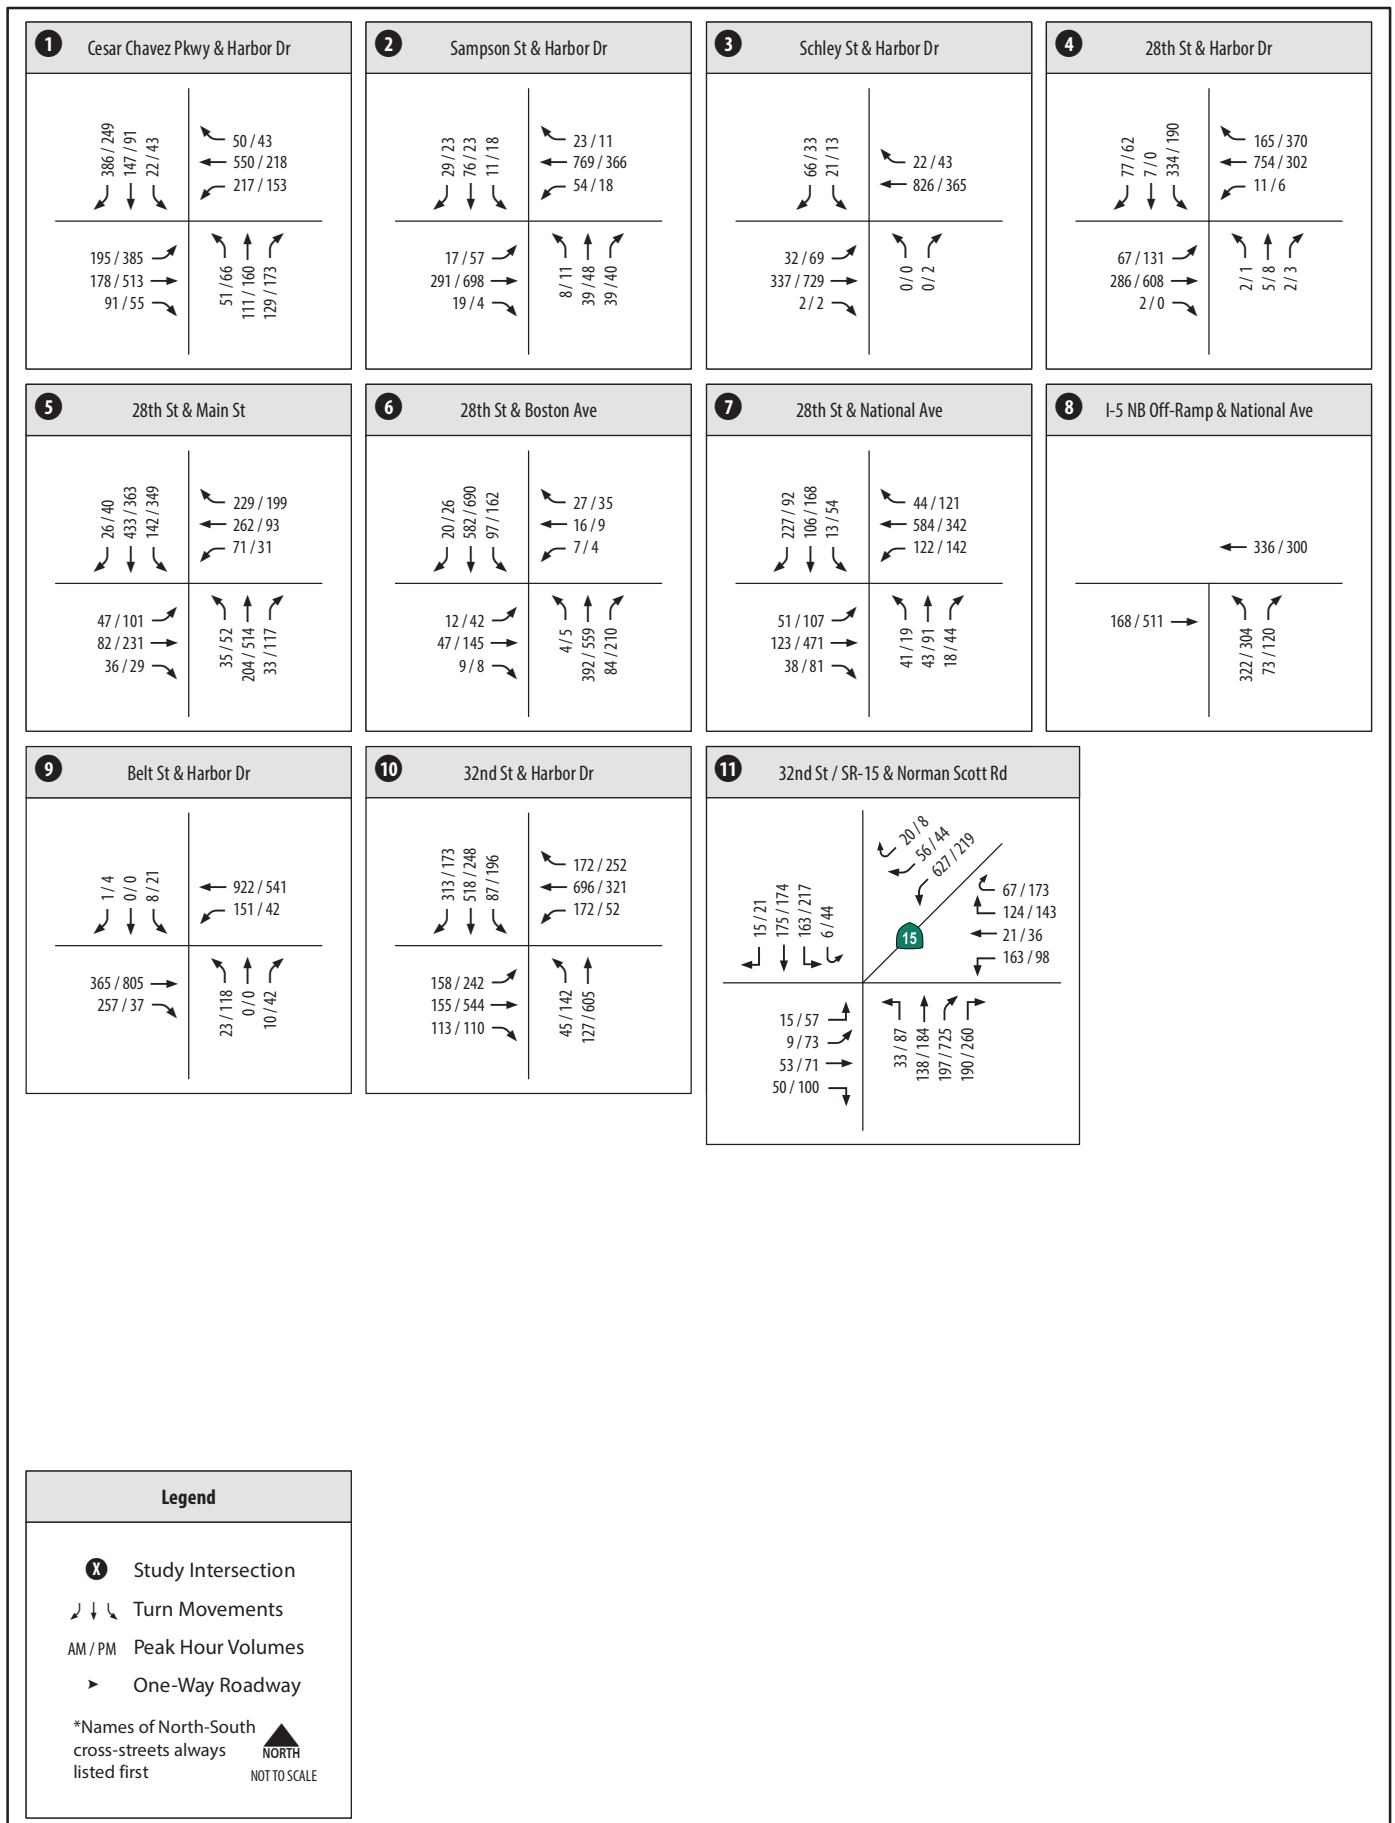 1 Cesar Chavez Pkwy & Harbor Dr
386 / 249
147 / 91
22 / 43
50 / 43
550 / 218
217 / 153
195 / 385
178 / 513
91 / 55
51 / 66
111 / 160
129 / 173
2 Sampson St & Harbor Dr
29 / 23
76 / 23
11 / 18
23 / 11
769 / 366
54 / 18
17 / 57
291 / 698
19 / 4
8 / 11
39 / 48
39 / 40
3 Schley St & Harbor Dr
66 / 33
21 / 13
22 / 43
826 / 365
32 / 69
337 / 729
2 / 2
0 / 0
0 / 2
4 28th St & Harbor Dr
77 / 62
7 / 0
334 / 190
165 / 370
754 / 302
11 / 6
67 / 131
286 / 608
2 / 0
2 / 1
5 / 8
2 / 3
5 28th St & Main St
26 / 40
433 / 363
142 / 349
229 / 199
262 / 93
71 / 31
47 / 101
82 / 231
36 / 29
35 / 52
204 / 514
33 / 117
6 28th St & Boston Ave
20 / 26
582 / 690
97 / 162
27 / 35
16 / 9
7 / 4
12 / 42
47 / 145
9 / 8
4 / 5
392 / 559
84 / 210
7 28th St & National Ave
227 / 92
106 / 168
13 / 54
44 / 121
584 / 342
122 / 142
51 / 107
123 / 471
38 / 81
41 / 19
43 / 91
18 / 44
8 I-5 NB Off-Ramp & National Ave
336 / 300
168 / 511
322 / 304
73 / 120
9 Belt St & Harbor Dr
1 / 4
0 / 0
8 / 21
922 / 541
151 / 42
365 / 805
257 / 37
23 / 118
0 / 0
10 / 42
10 32nd St & Harbor Dr
313 / 173
518 / 248
87 / 196
172 / 252
696 / 321
172 / 52
158 / 242
155 / 544
113 / 110
45 / 142
127 / 605
11 32nd St / SR-15 & Norman Scott Rd
15 / 21
175 / 174
163 / 217
6 / 44
20 / 8
56 / 44
627 / 219
15
67 / 173
124 / 143
21 / 36
163 / 98
15 / 57
9 / 73
53 / 71
50 / 100
33 / 87
138 / 184
197 / 725
190 / 260
Legend
X Study Intersection
Turn Movements
AM / PM Peak Hour Volumes
One-Way Roadway
*Names of North-South
cross-streets always
listed first
NORTH
NOT TO SCALE